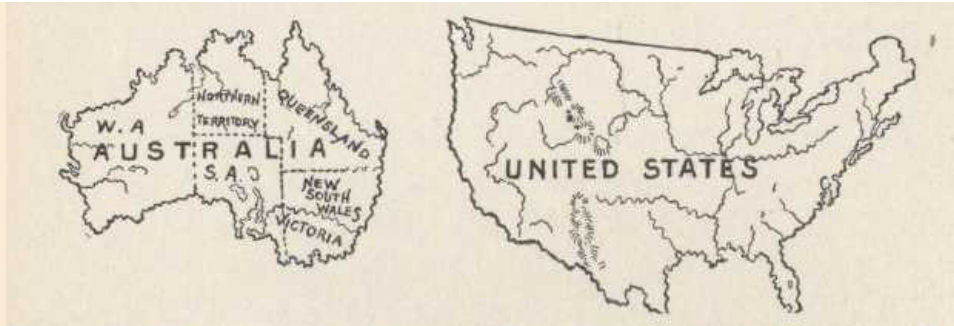 NORTHERN
TERRITORY
QUEENSLAND
W.A
AUSTRALIA
S.A.
NEW
SOUTH
WALES
VICTORIA
UNITED STATES